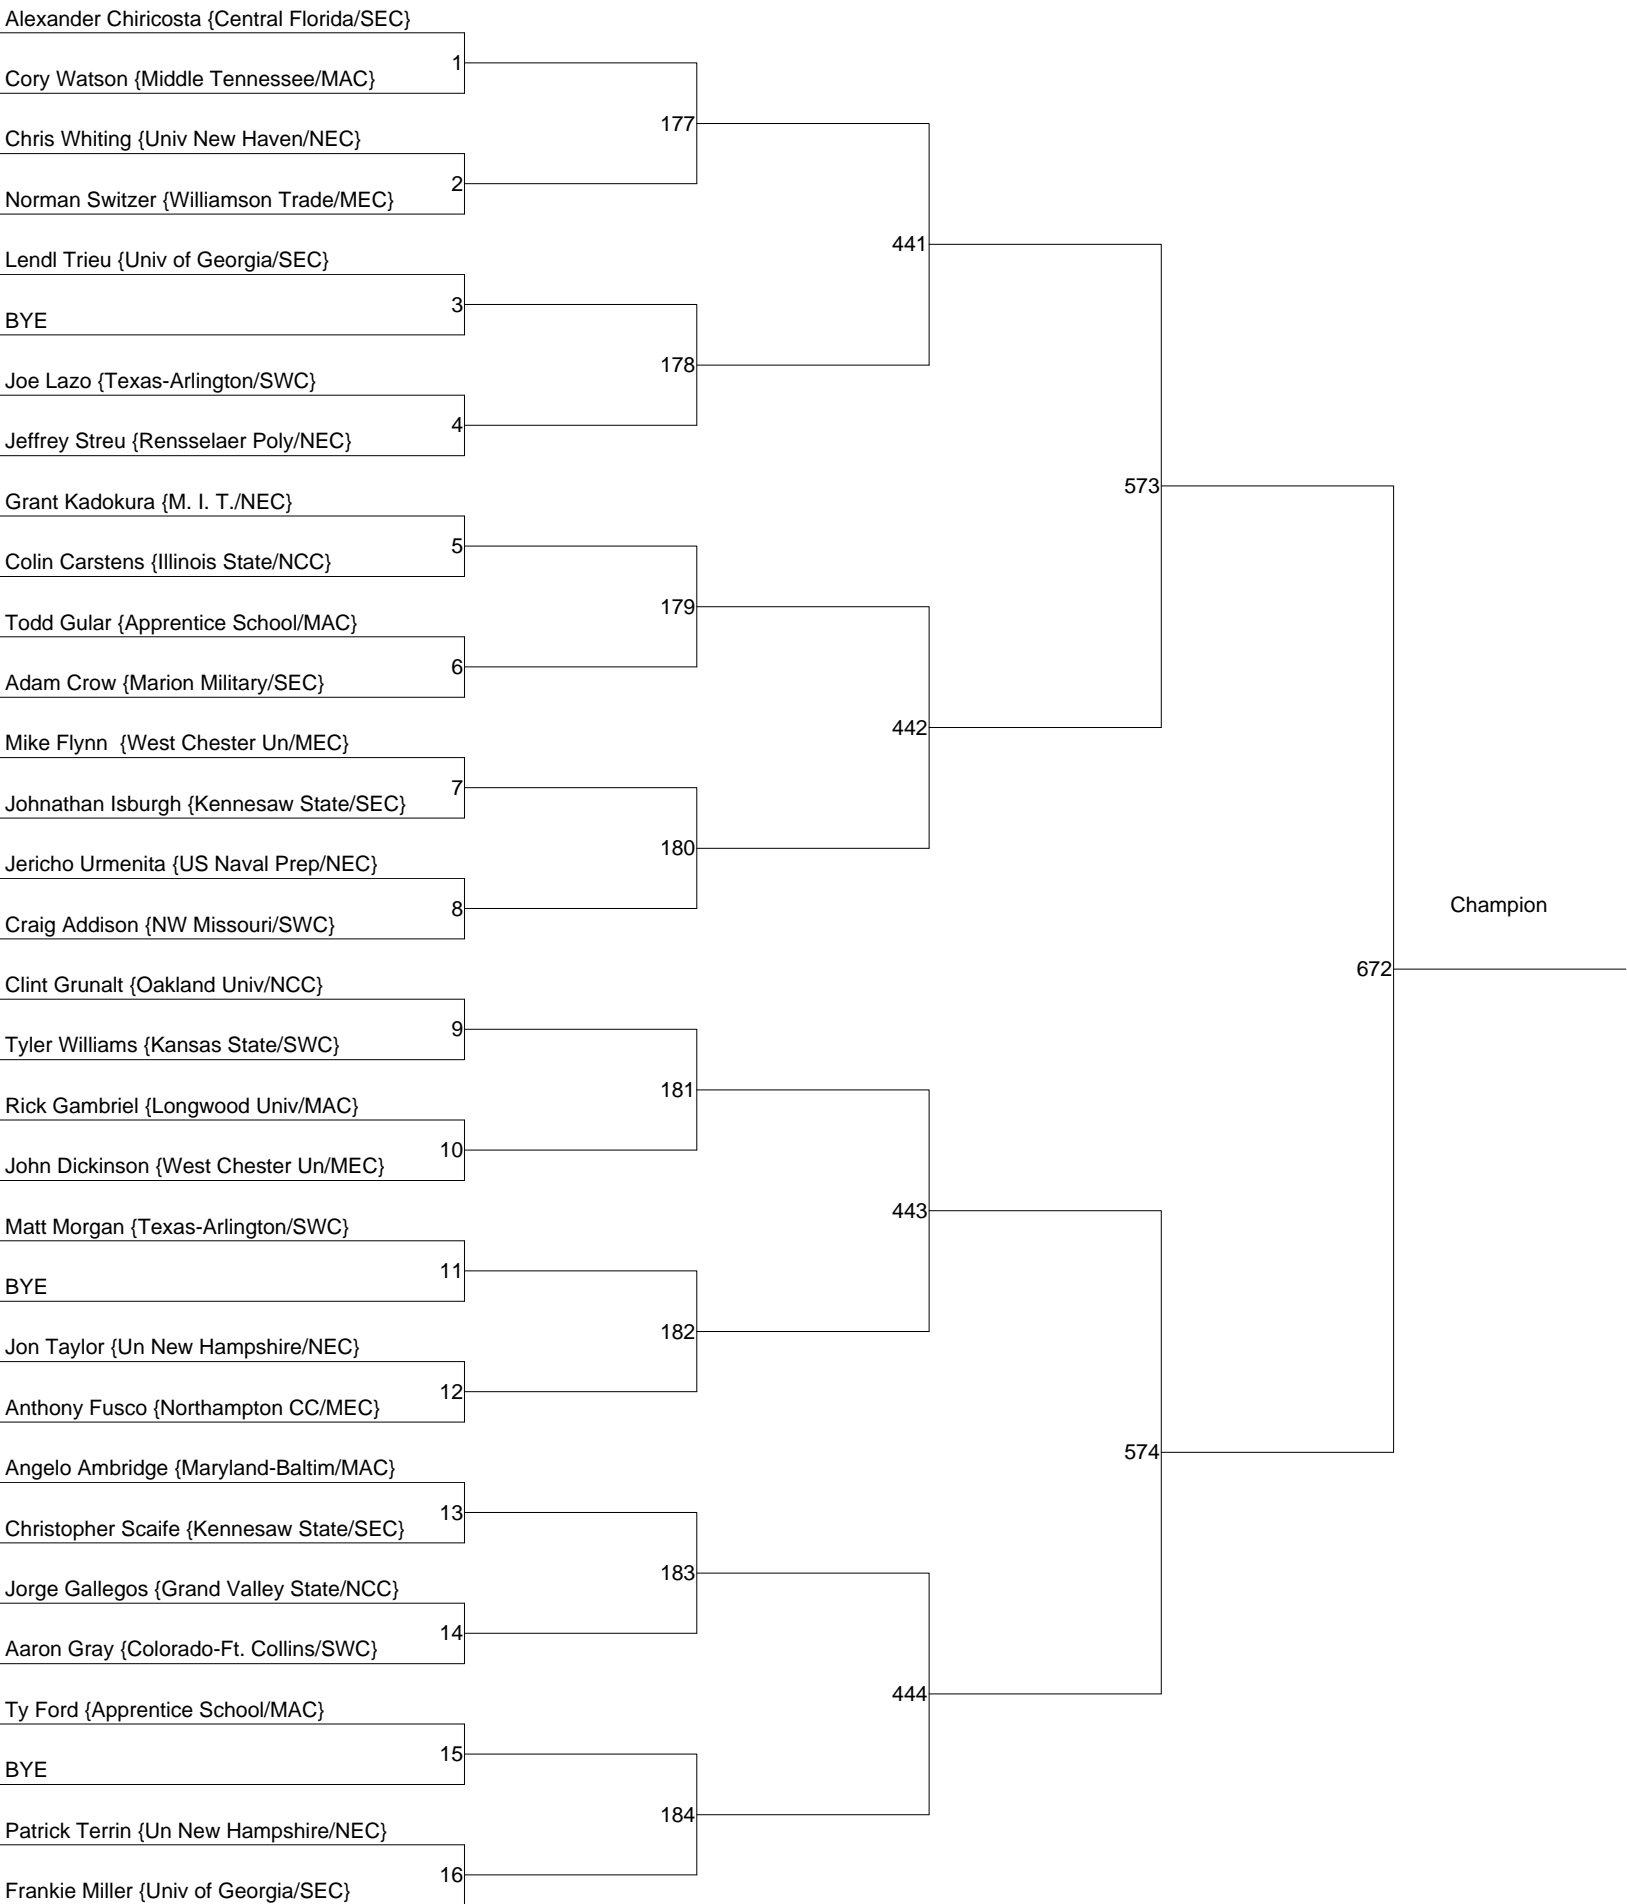 Alexander Chiricosta {Central Florida/SEC}
1
Cory Watson {Middle Tennessee/MAC}
177
Chris Whiting {Univ New Haven/NEC}
2
Norman Switzer {Williamson Trade/MEC}
441
Lendl Trieu {Univ of Georgia/SEC}
3
BYE
178
Joe Lazo {Texas-Arlington/SWC}
4
Jeffrey Streu {Rensselaer Poly/NEC}
573
Grant Kadokura {M. I. T./NEC}
5
Colin Carstens {Illinois State/NCC}
179
Todd Gular {Apprentice School/MAC}
6
Adam Crow {Marion Military/SEC}
442
Mike Flynn  {West Chester Un/MEC}
7
Johnathan Isburgh {Kennesaw State/SEC}
180
Jericho Urmenita {US Naval Prep/NEC}
8
Craig Addison {NW Missouri/SWC}
Champion
672
Clint Grunalt {Oakland Univ/NCC}
9
Tyler Williams {Kansas State/SWC}
181
Rick Gambriel {Longwood Univ/MAC}
10
John Dickinson {West Chester Un/MEC}
443
Matt Morgan {Texas-Arlington/SWC}
11
BYE
182
Jon Taylor {Un New Hampshire/NEC}
12
Anthony Fusco {Northampton CC/MEC}
574
Angelo Ambridge {Maryland-Baltim/MAC}
13
Christopher Scaife {Kennesaw State/SEC}
183
Jorge Gallegos {Grand Valley State/NCC}
14
Aaron Gray {Colorado-Ft. Collins/SWC}
444
Ty Ford {Apprentice School/MAC}
15
BYE
184
Patrick Terrin {Un New Hampshire/NEC}
16
Frankie Miller {Univ of Georgia/SEC}